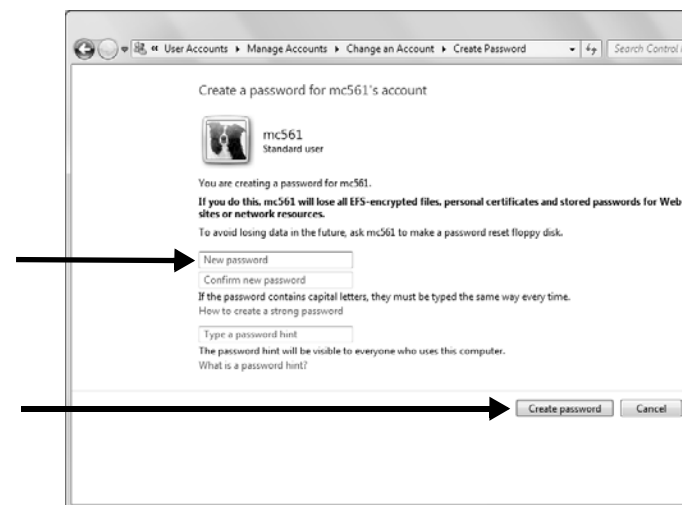 « User Accounts ▸ Manage Accounts ▸ Change an Account ▸ Create Password
Search Control
Create a password for mc561's account
mc561
Standard user
You are creating a password for mc561.
If you do this, mc561 will lose all EFS-encrypted files, personal certificates and stored passwords for Web
sites or network resources.
To avoid losing data in the future, ask mc561 to make a password reset floppy disk.
New password
Confirm new password
If the password contains capital letters, they must be typed the same way every time.
How to create a strong password
Type a password hint
The password hint will be visible to everyone who uses this computer.
What is a password hint?
Create password
Cancel